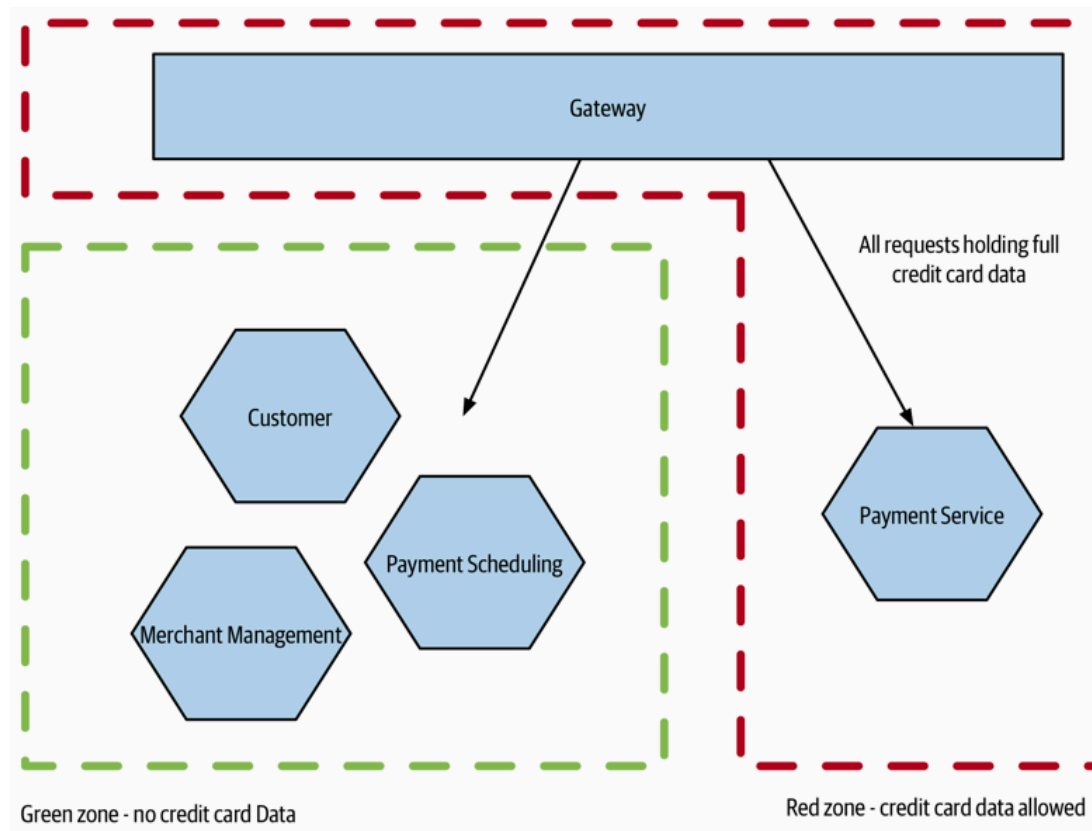 Gateway
All requests holding full
credit card data
Customer
Payment Scheduling
Merchant Management
Payment Service
Green zone - no credit card Data
Red zone - credit card data allowed